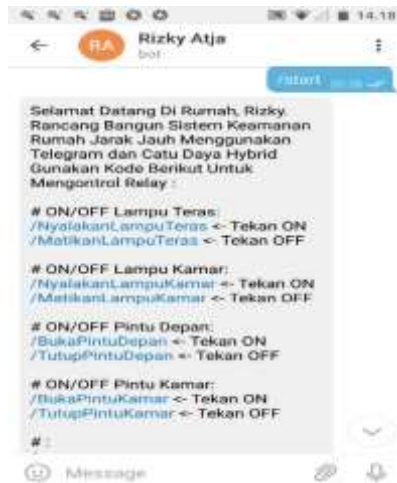 14.18
RA
Rizky Atja
bot
/start
Selamat Datang Di Rumah, Rizky.
Rancang Bangun Sistem Keamanan
Rumah Jarak Jauh Menggunakan
Telegram dan Catu Daya Hybrid
Gunakan Kode Berikut Untuk
Mengontrol Relay :
# ON/OFF Lampu Teras:
/NyalakanLampuTeras <- Tekan ON
/MatikanLampuTeras <- Tekan OFF
# ON/OFF Lampu Kamar:
/NyalakanLampuKamar <- Tekan ON
/MatikanLampuKamar <- Tekan OFF
# ON/OFF Pintu Depan:
/BukaPintuDepan <- Tekan ON
/TutupPintuDepan <- Tekan OFF
# ON/OFF Pintu Kamar:
/BukaPintuKamar <- Tekan ON
/TutupPintuKamar <- Tekan OFF
# :
Message